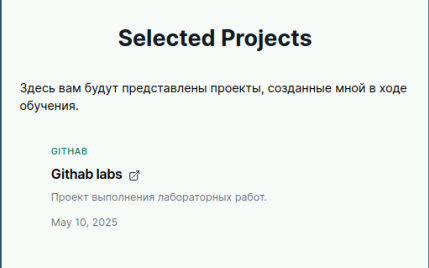 Selected Projects
Здесь вам будут представлены проекты, созданные мной в ходе
обучения.
GITHAB
Githab labs
Проект выполнения лабораторных работ.
May 10, 2025